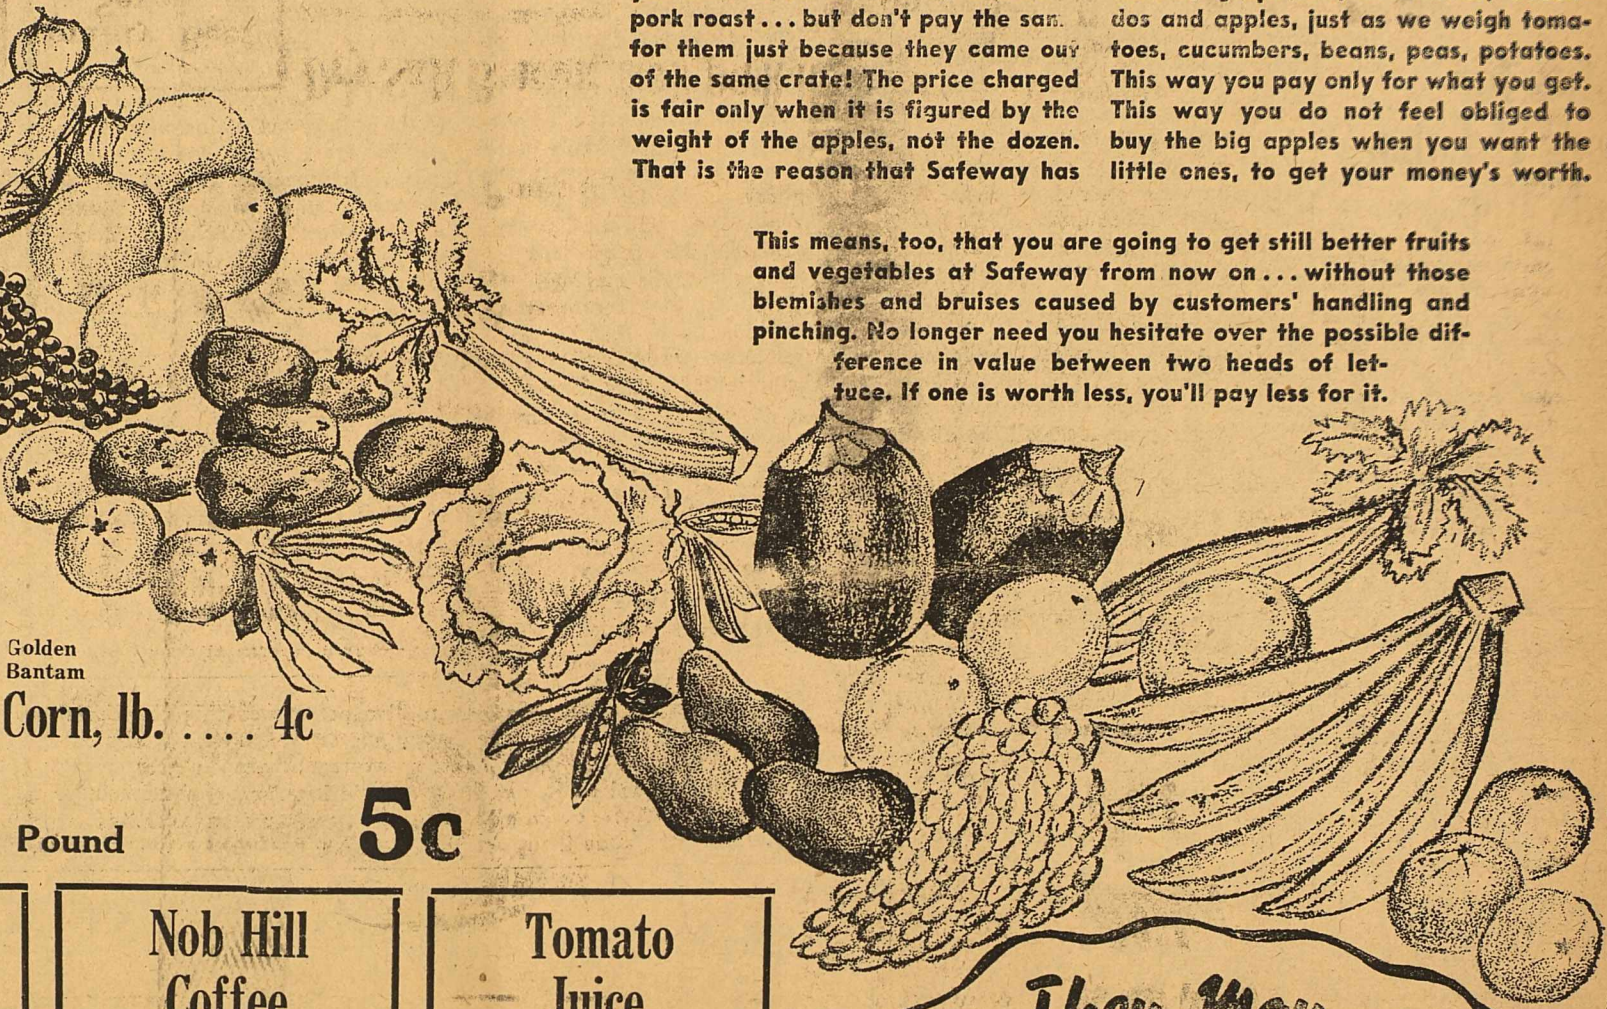 pork roast... but don't pay the
for them just because they came out
of the same crate! The price charged
is fair only when it is figured by the
weight of the apples, not the dozen.
That is the reason that Safeway has
dos and apples, just as we weigh toma-
toes, cucumbers, beans, peas, potatoes.
This way you pay only for what you get.
This way you do not feel obliged to
buy the big apples when you want the
little ones, to get your money's worth.
This means, too, that you are going to get still better fruits
and vegetables at Safeway from now on... without those
blemishes and bruises caused by customers' handling and
pinching. No longer need you hesitate over the possible dif-
ference in value between two heads of let-
tuce. If one is worth less, you'll pay less for it.
Golden
Bantam
Corn, lb. . . . . . 4c
Pound 5c
Nob Hill
Coffee
Tomato
Juice